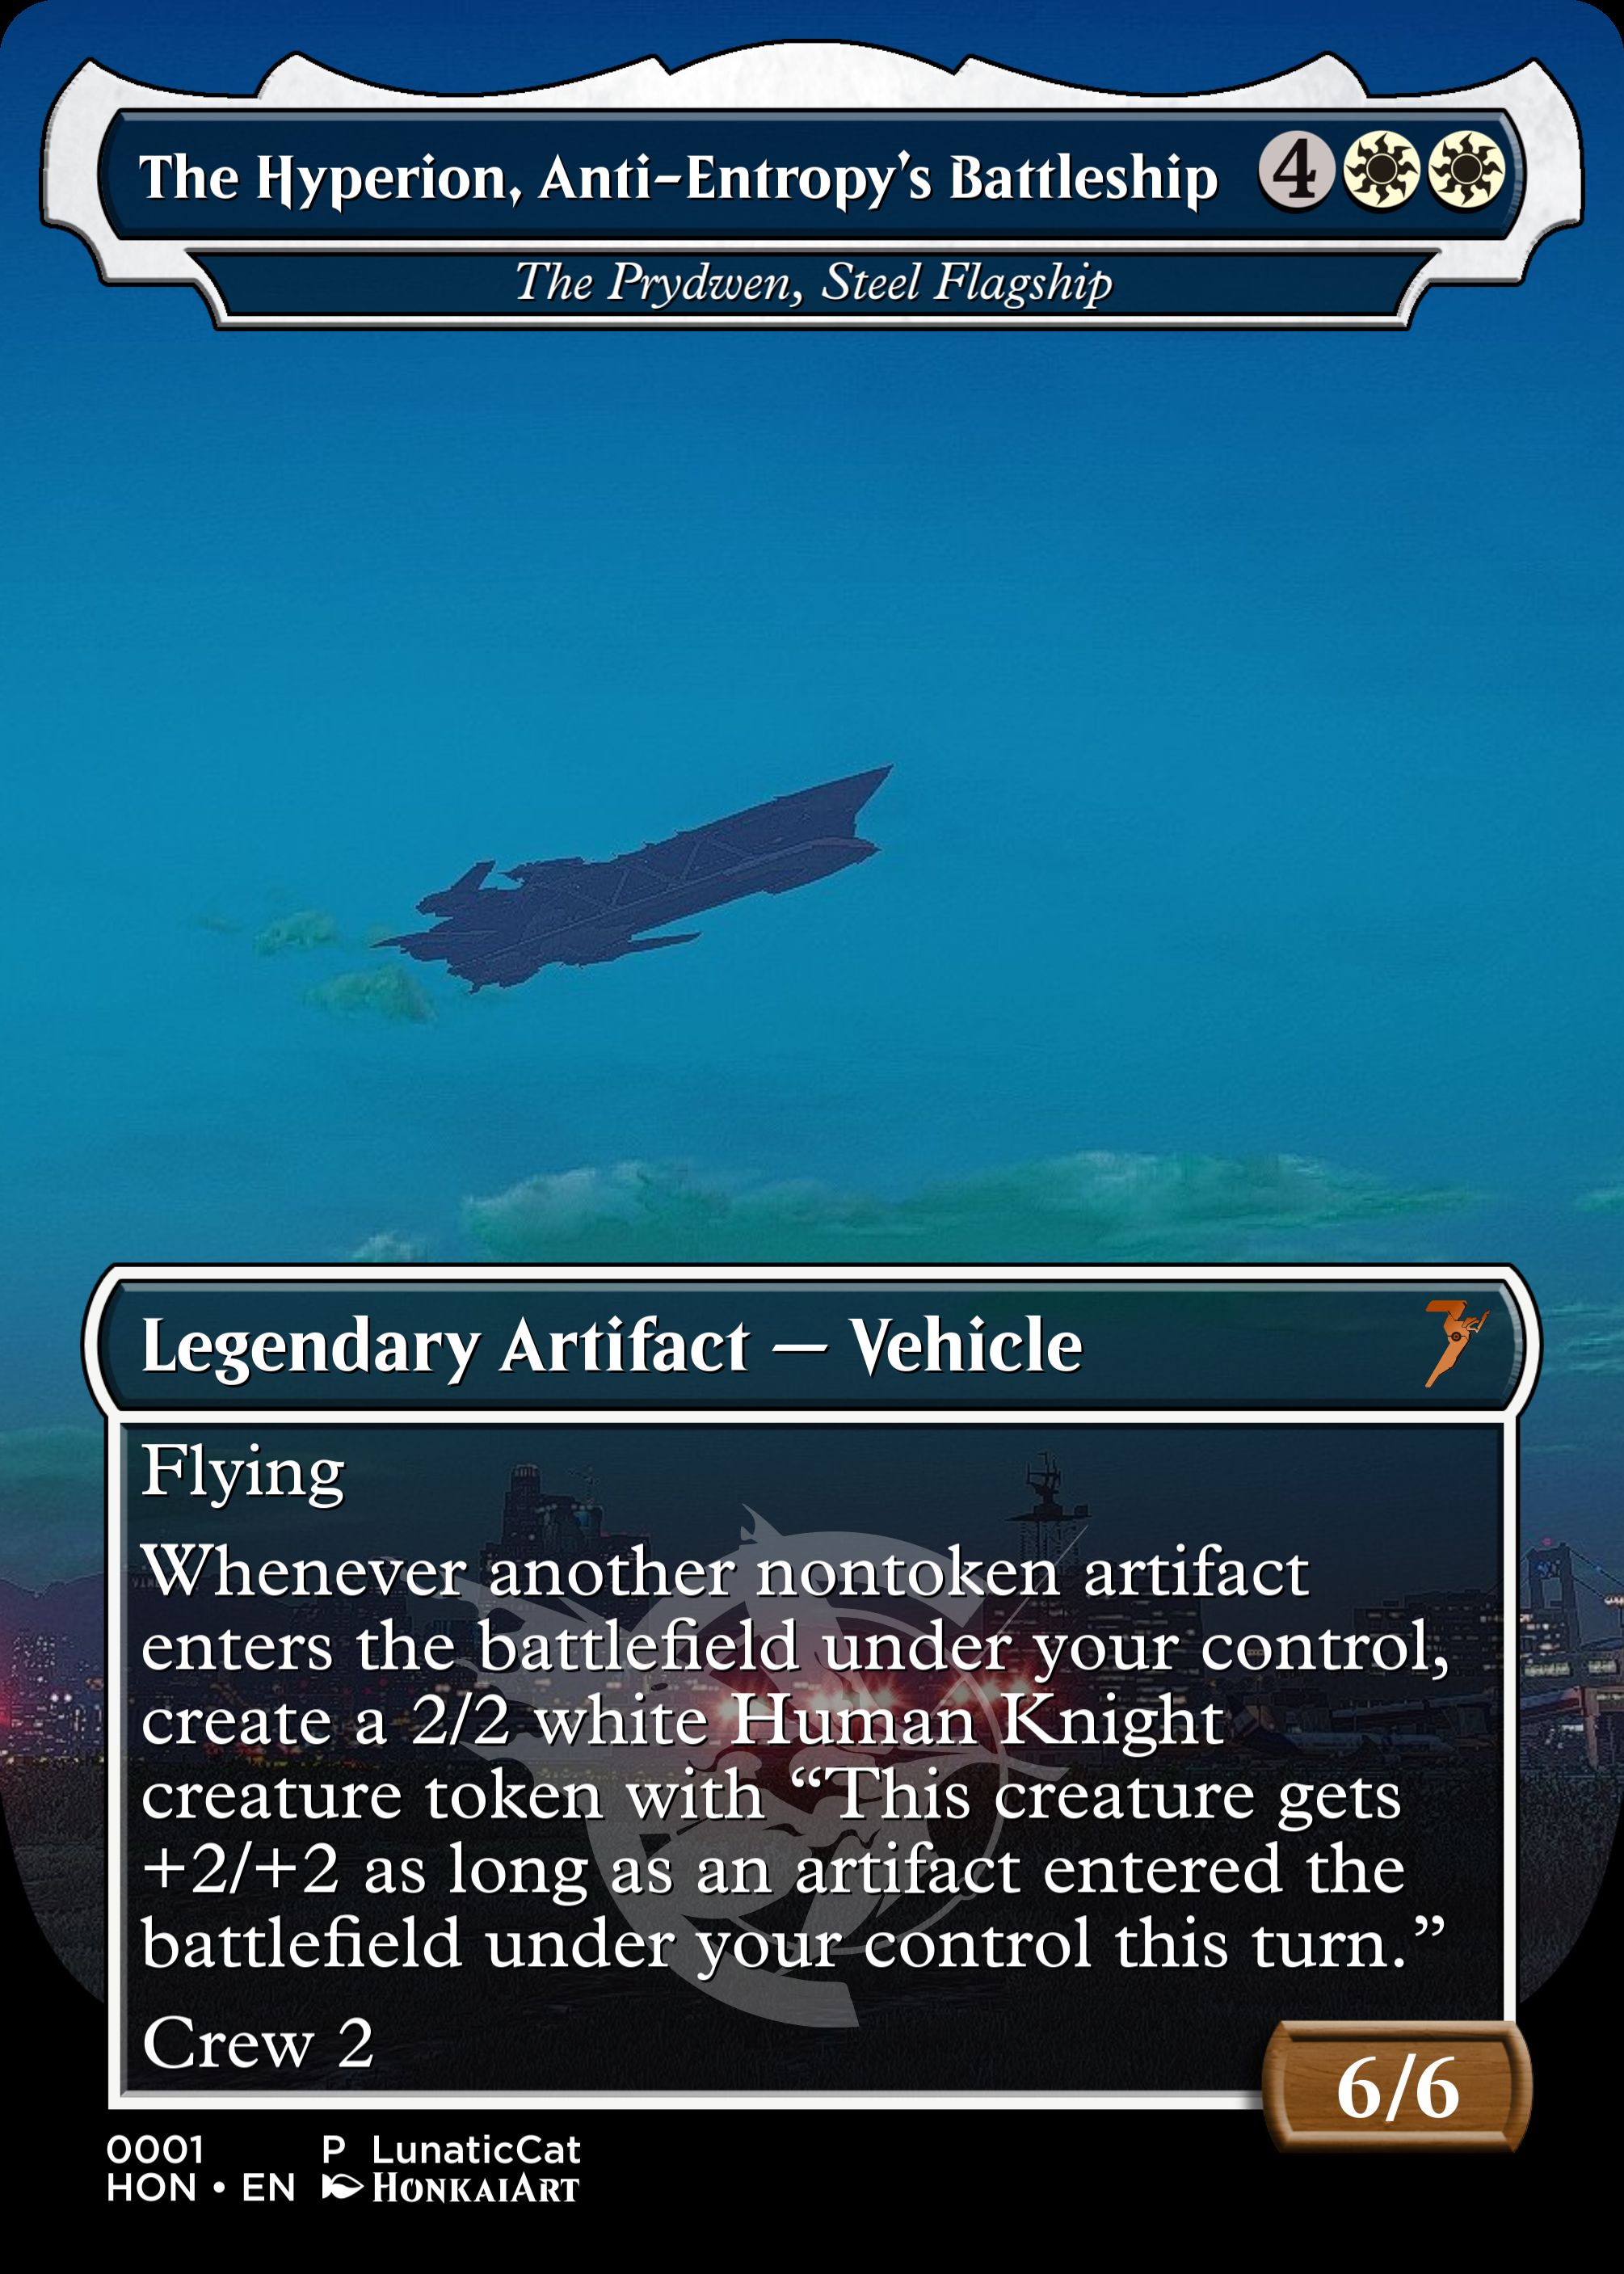 The Hyperion, Anti-Entropy's Battleship 4
The Prydwen, Steel Flagship
Legendary Artifact — Vehicle
Flying
Whenever another nontoken artifact
enters the battlefield under your control,
create a 2/2 white Human Knight
creature token with “This creature gets
+2/+2 as long as an artifact entered the
battlefield under your control this turn.”
Crew 2
6/6
0001 P LunaticCat
HON • EN HonkaiArt